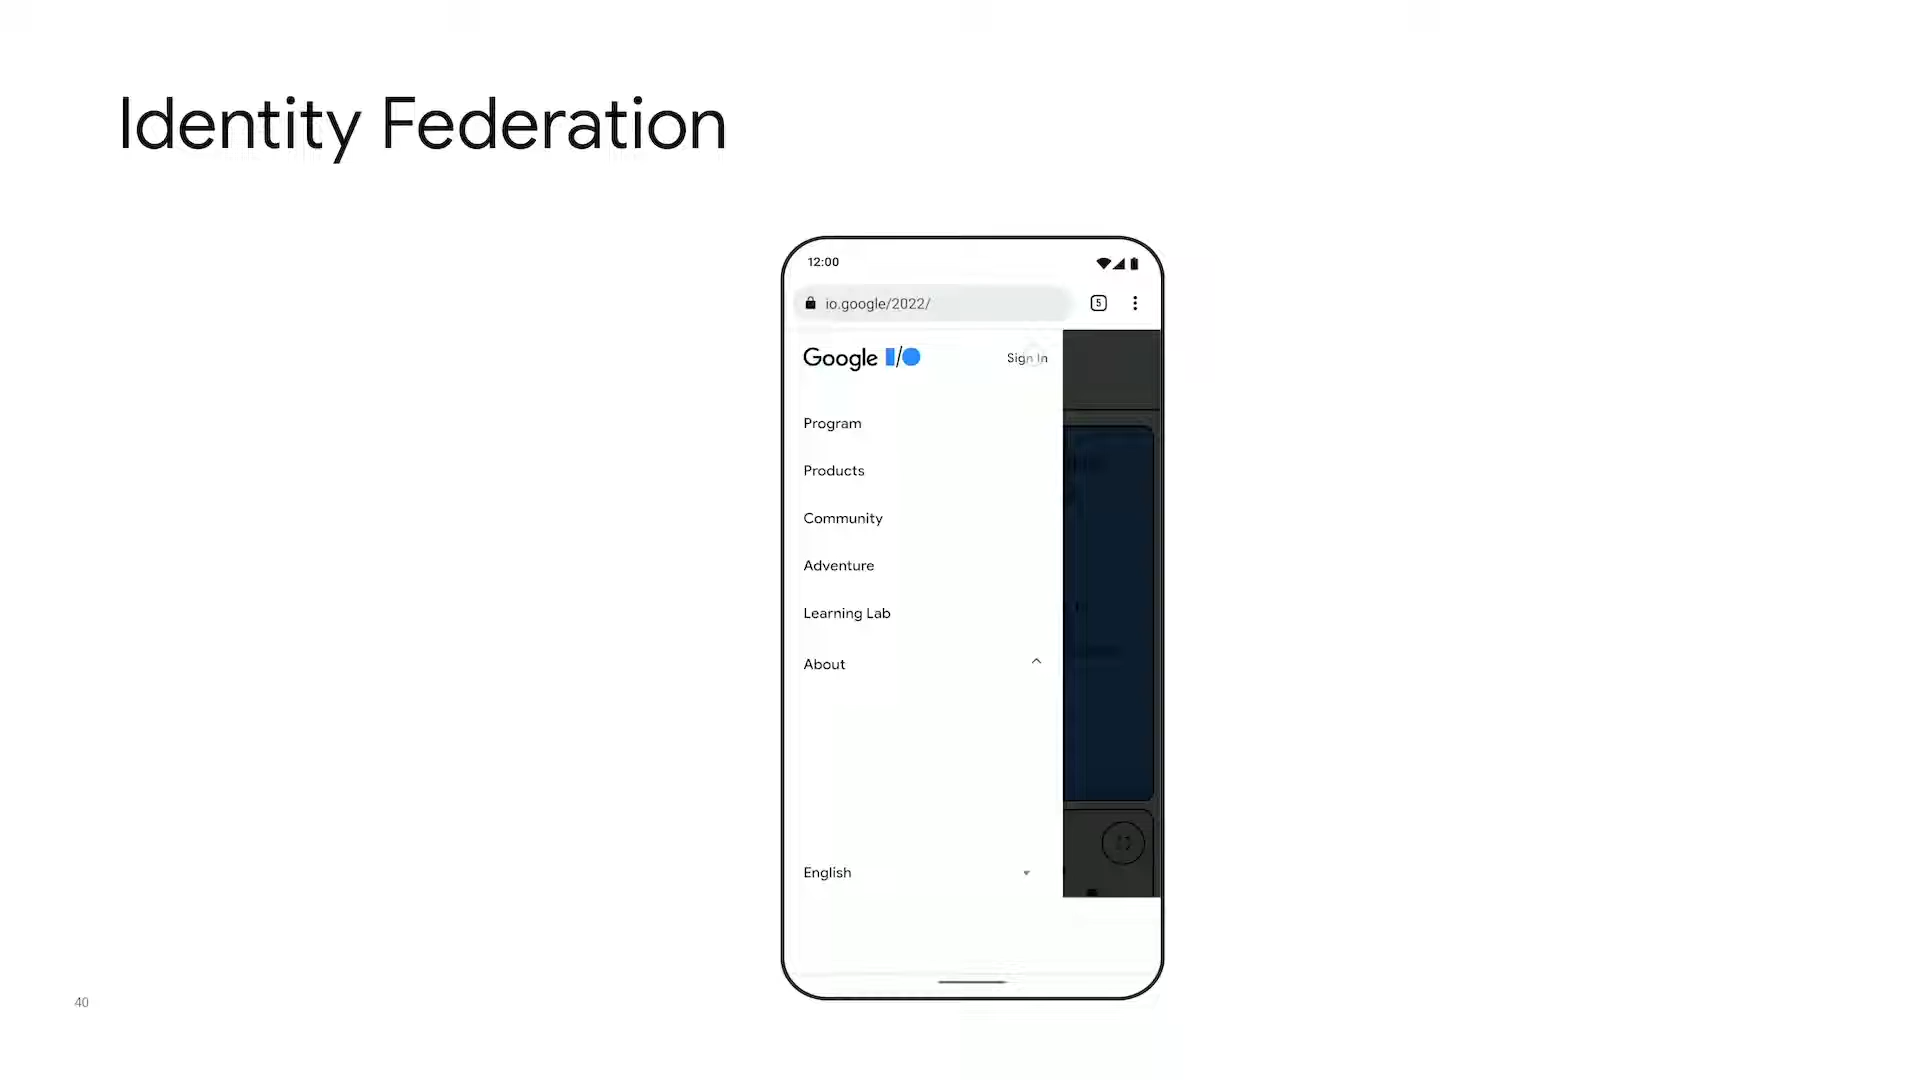 Identity Federation
12:00
io.google/2022/
5
Google I/O
Sign In
Program
Products
Community
Adventure
Learning Lab
About
English
40